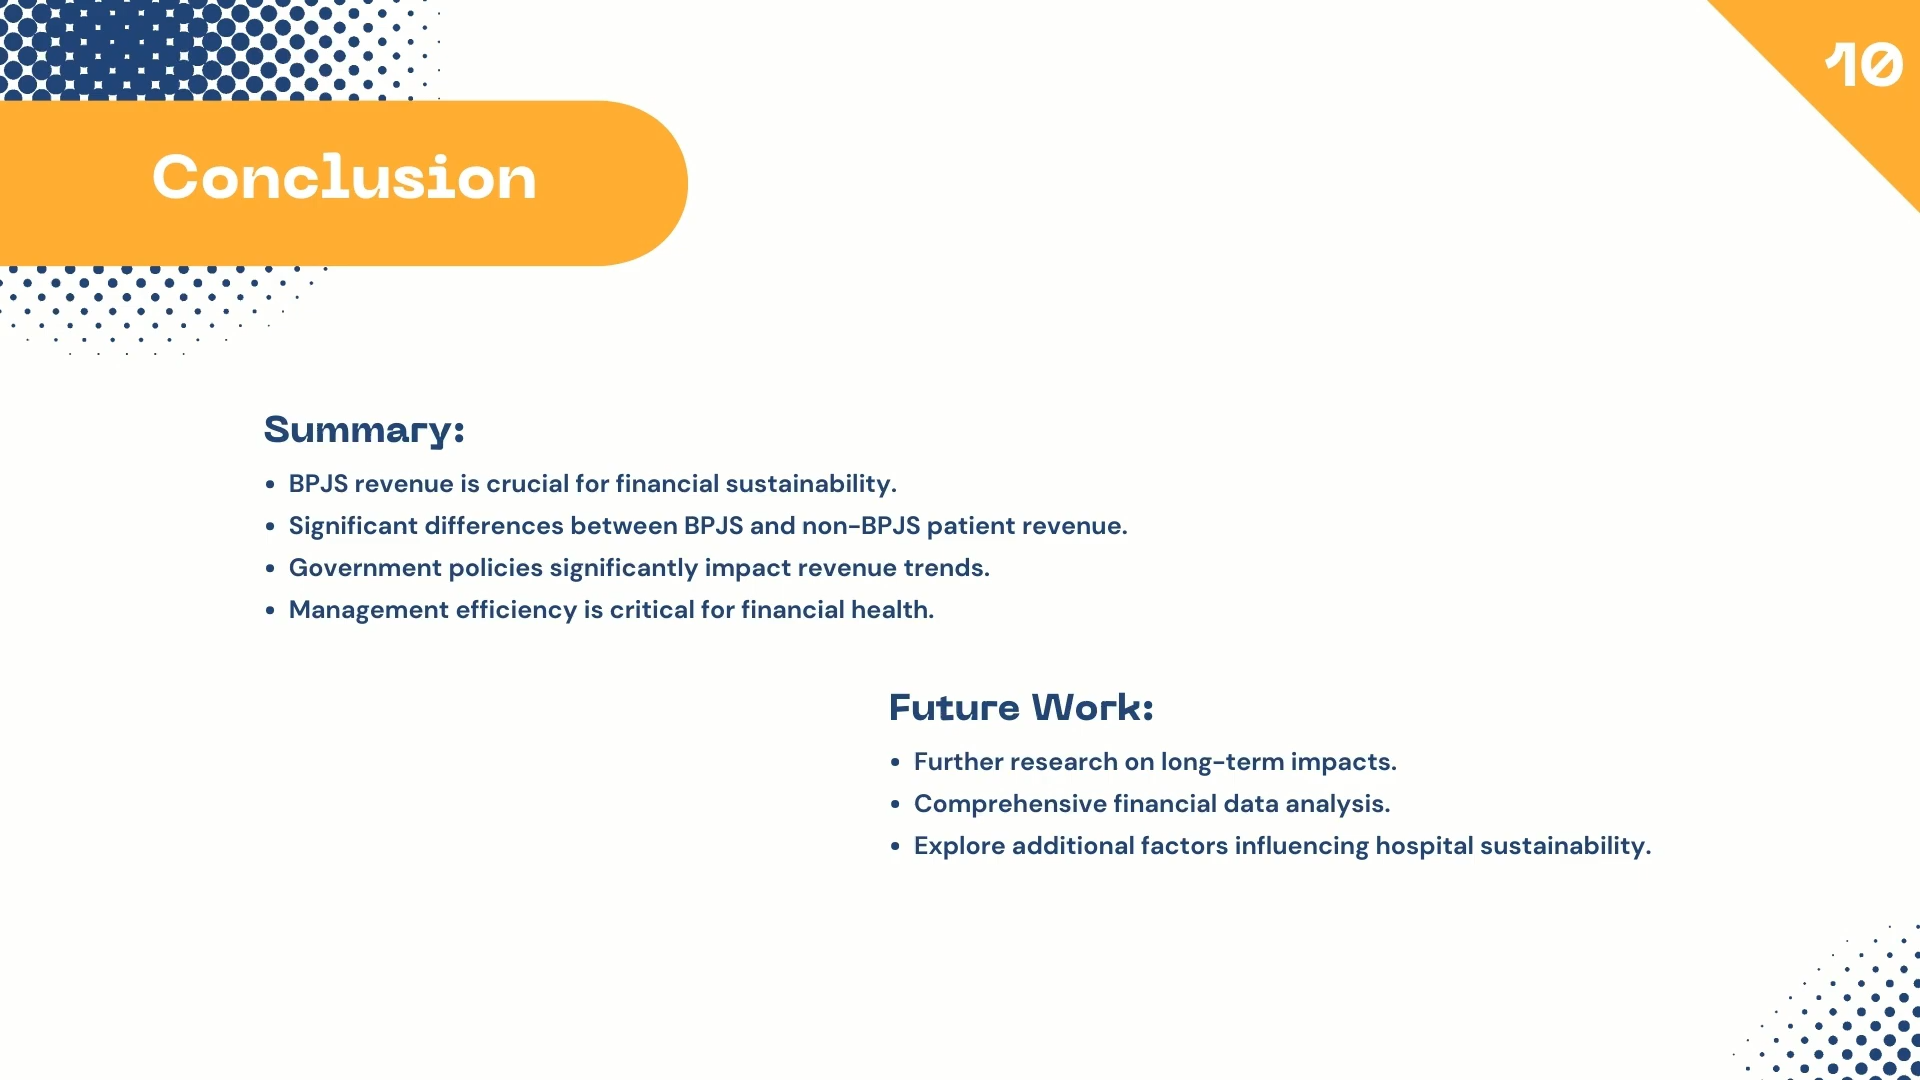 10
Conclusion
Summary:
• BPJS revenue is crucial for financial sustainability.
• Significant differences between BPJS and non-BPJS patient revenue.
• Government policies significantly impact revenue trends.
• Management efficiency is critical for financial health.
Future Work:
• Further research on long-term impacts.
• Comprehensive financial data analysis.
• Explore additional factors influencing hospital sustainability.